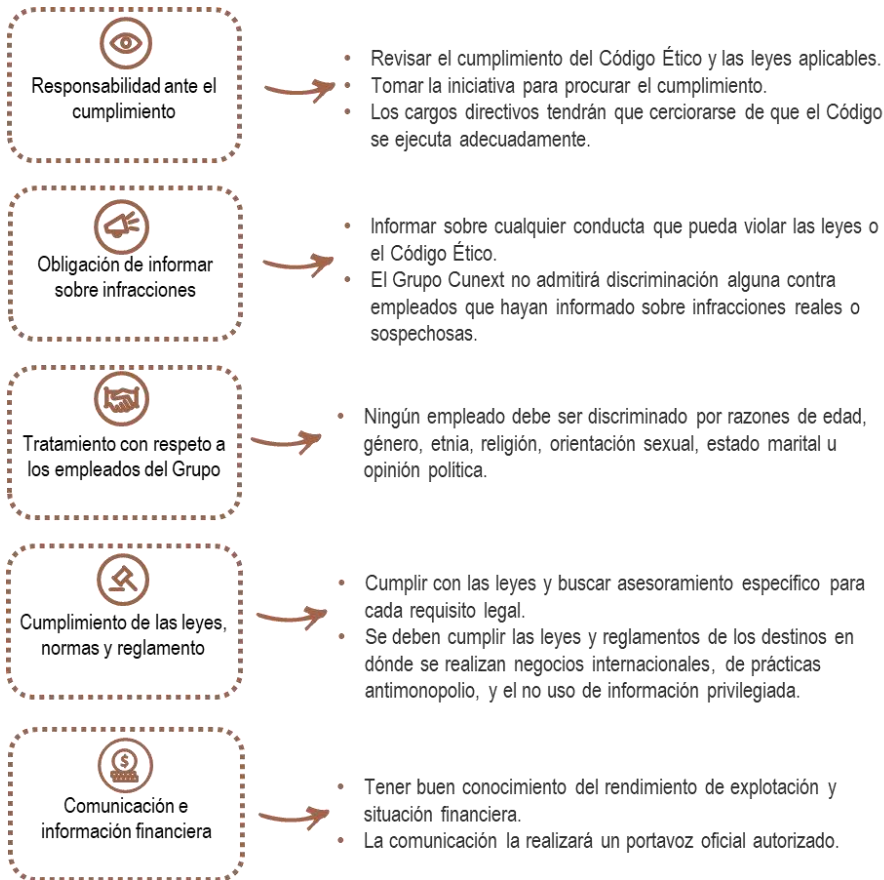 Responsabilidad ante el
cumplimiento
• Revisar el cumplimiento del Código Ético y las leyes aplicables.
• Tomar la iniciativa para procurar el cumplimiento.
• Los cargos directivos tendrán que cerciorarse de que el Código
se ejecuta adecuadamente.
Obligación de informar
sobre infracciones
• Informar sobre cualquier conducta que pueda violar las leyes o
el Código Ético.
• El Grupo Cunext no admitirá discriminación alguna contra
empleados que hayan informado sobre infracciones reales o
sospechosas.
Tratamiento con respeto a
los empleados del Grupo
• Ningún empleado debe ser discriminado por razones de edad,
género, etnia, religión, orientación sexual, estado marital u
opinión política.
Cumplimiento de las leyes,
normas y reglamento
• Cumplir con las leyes y buscar asesoramiento específico para
cada requisito legal.
• Se deben cumplir las leyes y reglamentos de los destinos en
dónde se realizan negocios internacionales, de prácticas
antimonopolio, y el no uso de información privilegiada.
$
Comunicación e
información financiera
• Tener buen conocimiento del rendimiento de explotación y
situación financiera.
• La comunicación la realizará un portavoz oficial autorizado.